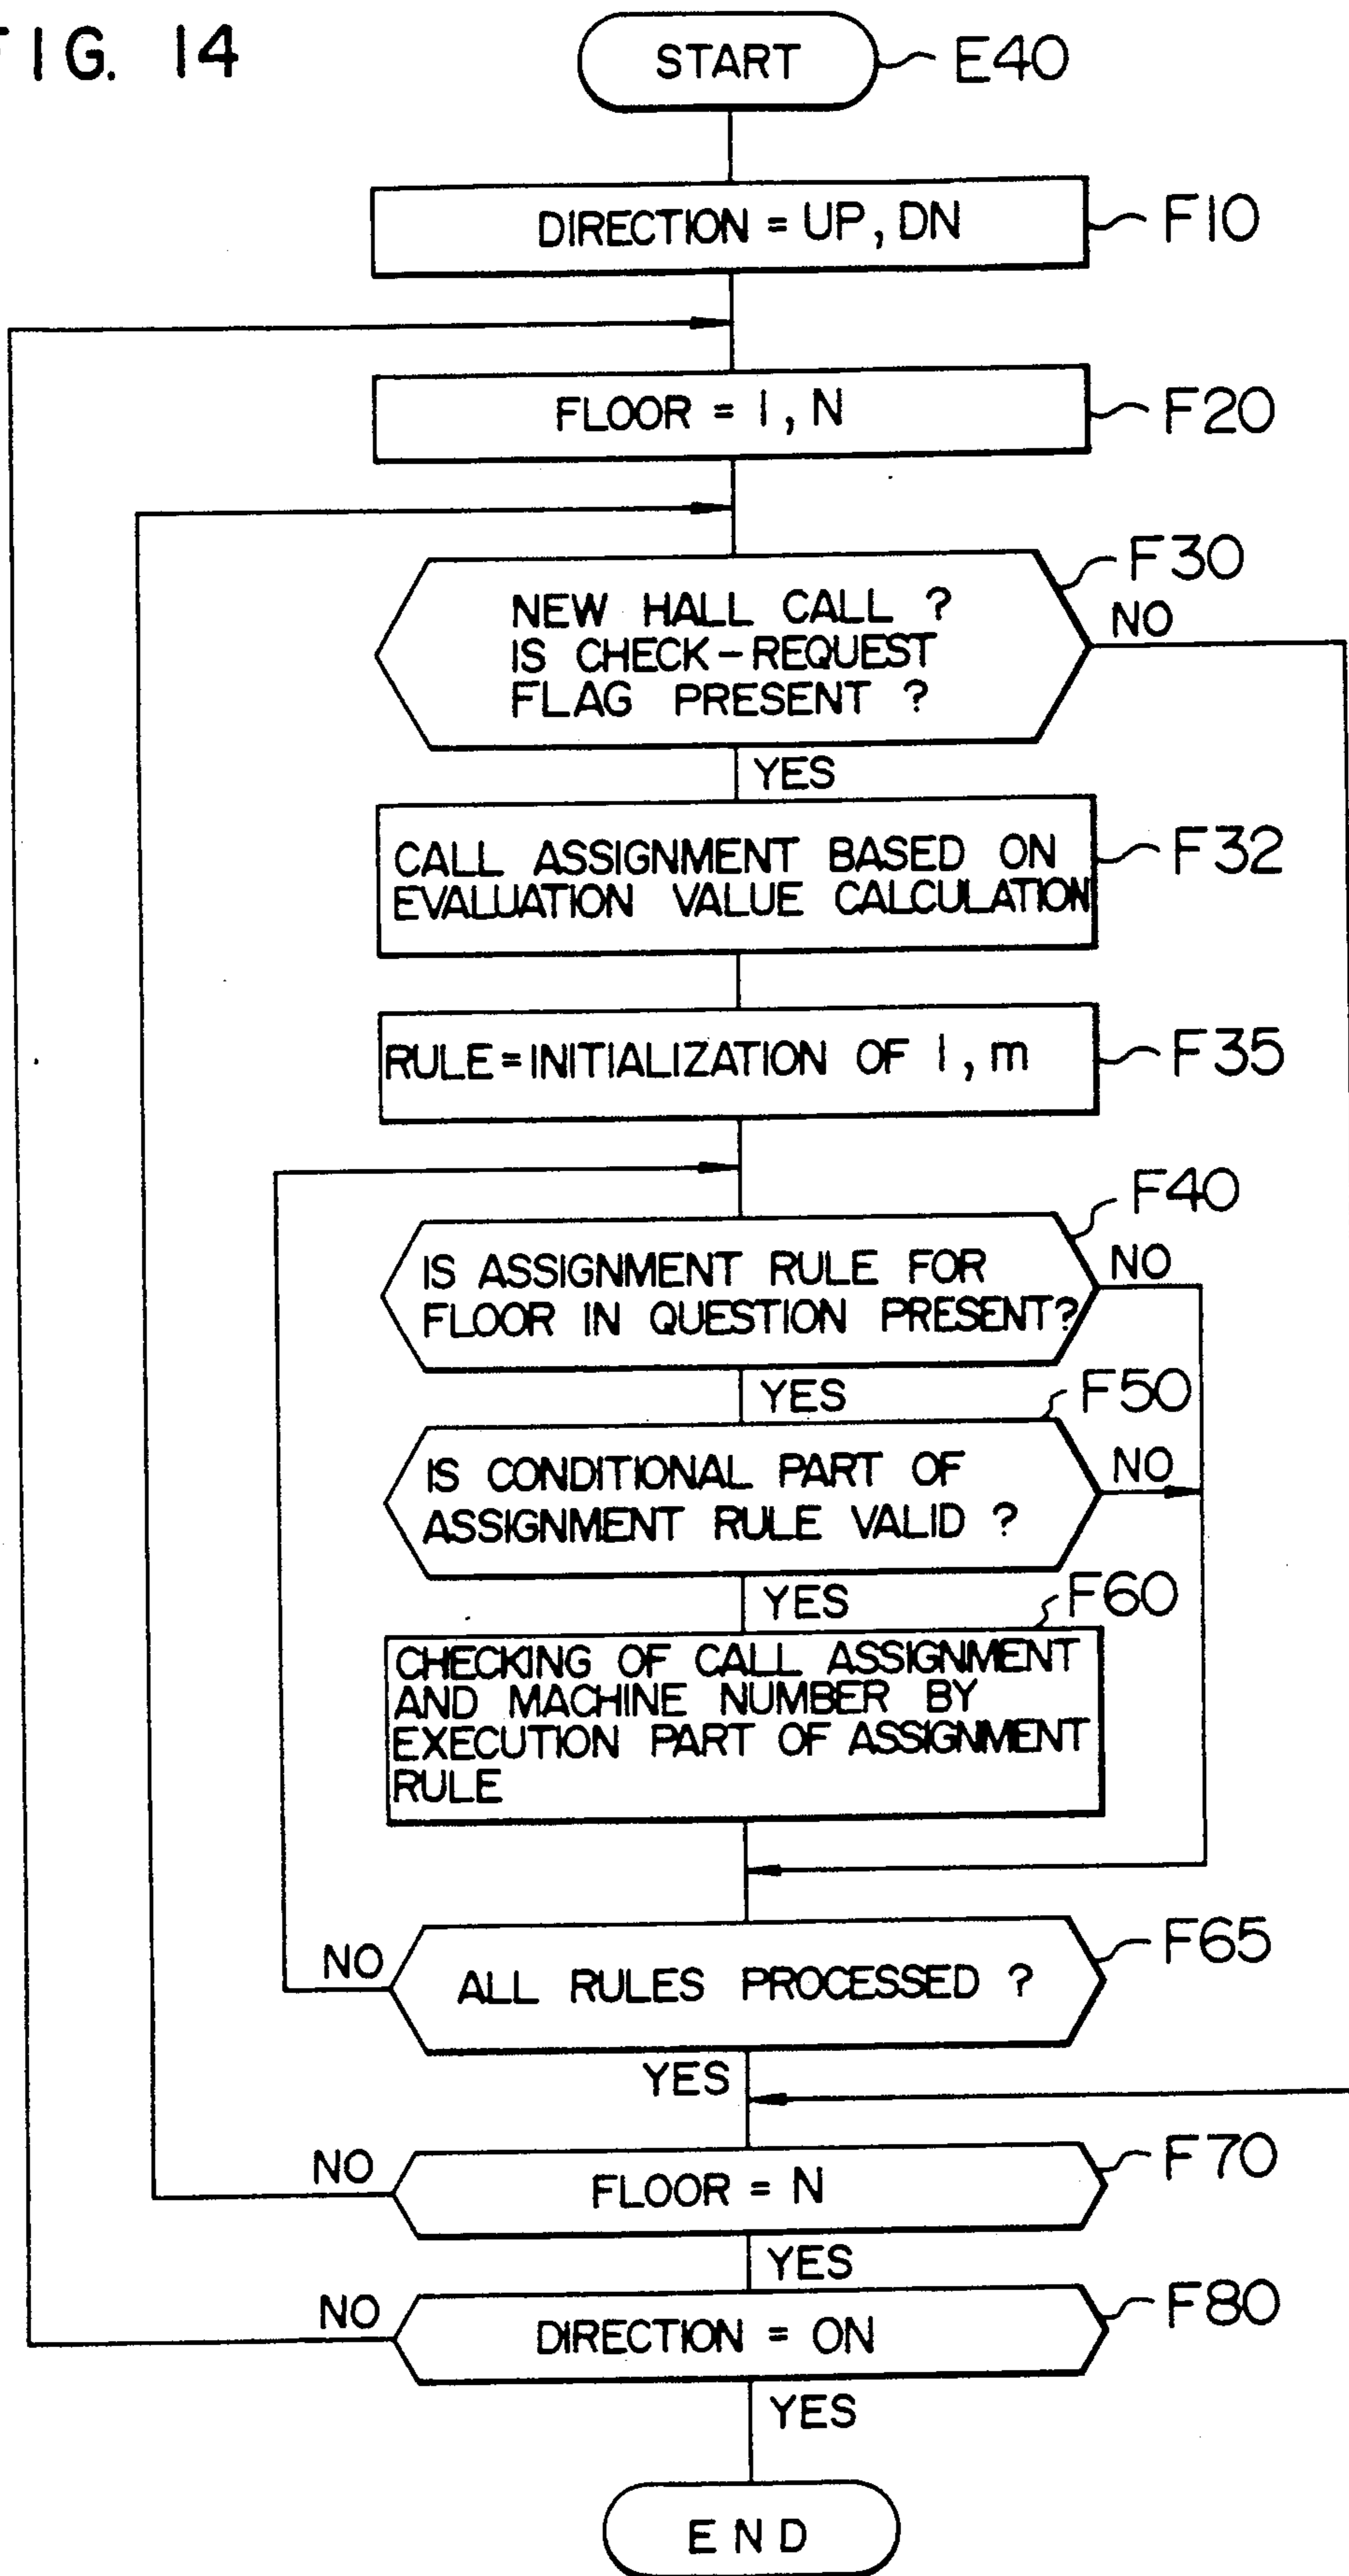 FIG. 14
START
E40
DIRECTION = UP, DN
F10
FLOOR = 1, N
F20
F30
NEW HALL CALL ?
IS CHECK-REQUEST
FLAG PRESENT ?
NO
YES
CALL ASSIGNMENT BASED ON
EVALUATION VALUE CALCULATION
F32
RULE=INITIALIZATION OF 1, m
F35
F40
IS ASSIGNMENT RULE FOR
FLOOR IN QUESTION PRESENT?
NO
YES
F50
IS CONDITIONAL PART OF
ASSIGNMENT RULE VALID ?
NO
YES
F60
CHECKING OF CALL ASSIGNMENT
AND MACHINE NUMBER BY
EXECUTION PART OF ASSIGNMENT
RULE
NO
ALL RULES PROCESSED ?
F65
YES
NO
FLOOR = N
F70
YES
NO
DIRECTION = ON
F80
YES
END